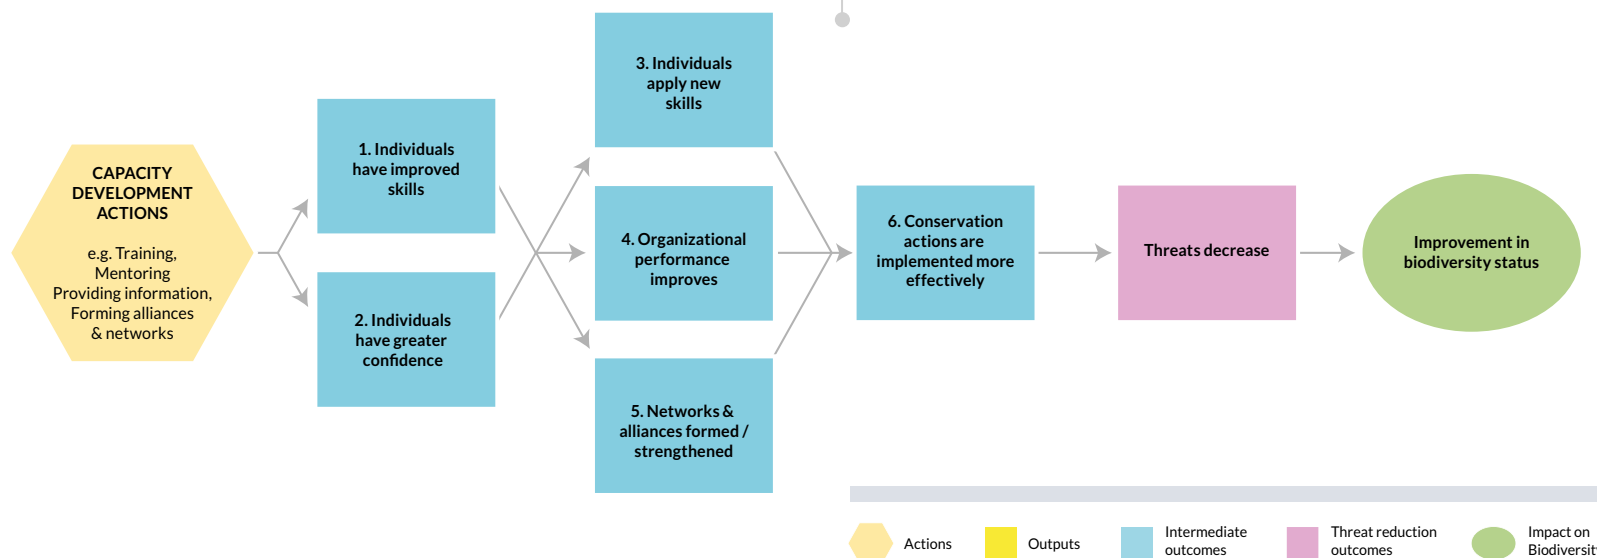 CAPACITY
DEVELOPMENT
ACTIONS
e.g. Training,
Mentoring
Providing information,
Forming alliances
& networks
1. Individuals
have improved
skills
2. Individuals
have greater
confidence
3. Individuals
apply new
skills
4. Organizational
performance
improves
5. Networks &
alliances formed /
strengthened
6. Conservation
actions are
implemented more
effectively
Threats decrease
Improvement in
biodiversity status
Actions
Outputs
Intermediate
outcomes
Threat reduction
outcomes
Impact on